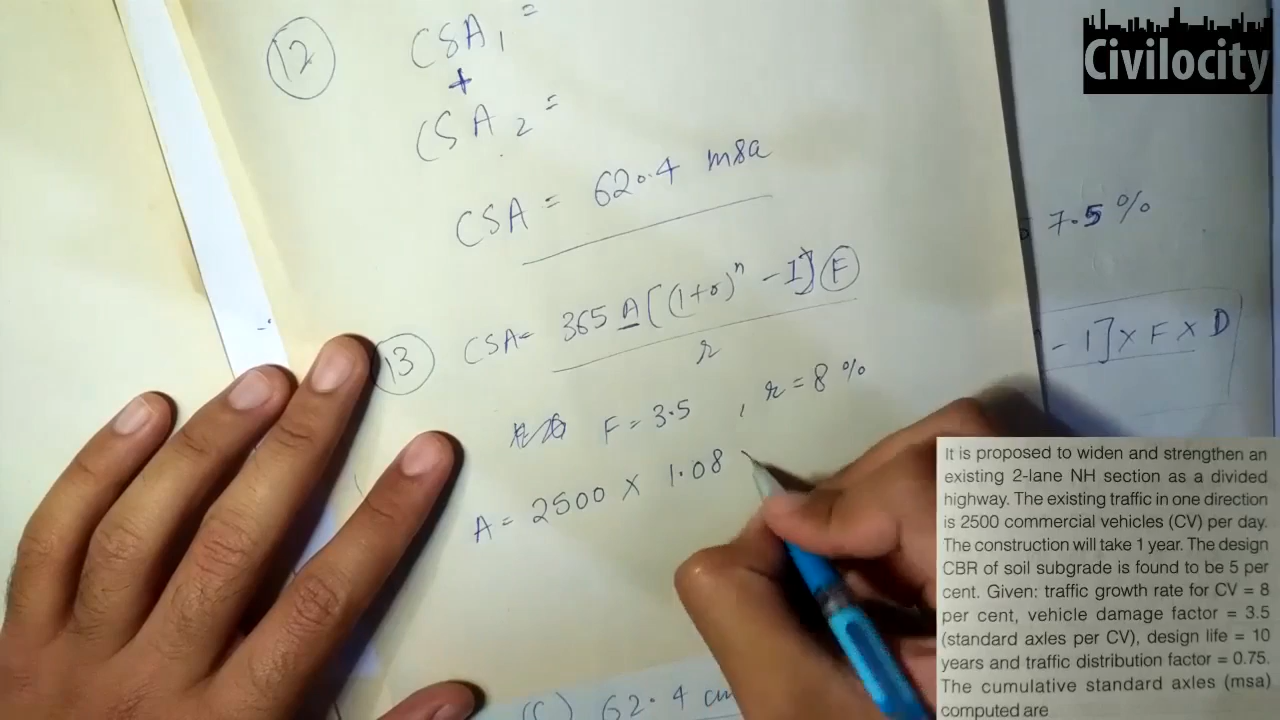 Civilocity
12
CSA1 =
+
CSA2 =
CSA = 620.4 msa
7.5 %
13 CSA = 365 A [(1+r)^n - 1] F
r
- 1] x F x D
F = 3.5 , r = 8 %
A = 2500 x 1.08
(C) 62.4 cm
It is proposed to widen and strengthen an
existing 2-lane NH section as a divided
highway. The existing traffic in one direction
is 2500 commercial vehicles (CV) per day.
The construction will take 1 year. The design
CBR of soil subgrade is found to be 5 per
cent. Given: traffic growth rate for CV = 8
per cent, vehicle damage factor = 3.5
(standard axles per CV), design life = 10
years and traffic distribution factor = 0.75.
The cumulative standard axles (msa)
computed are